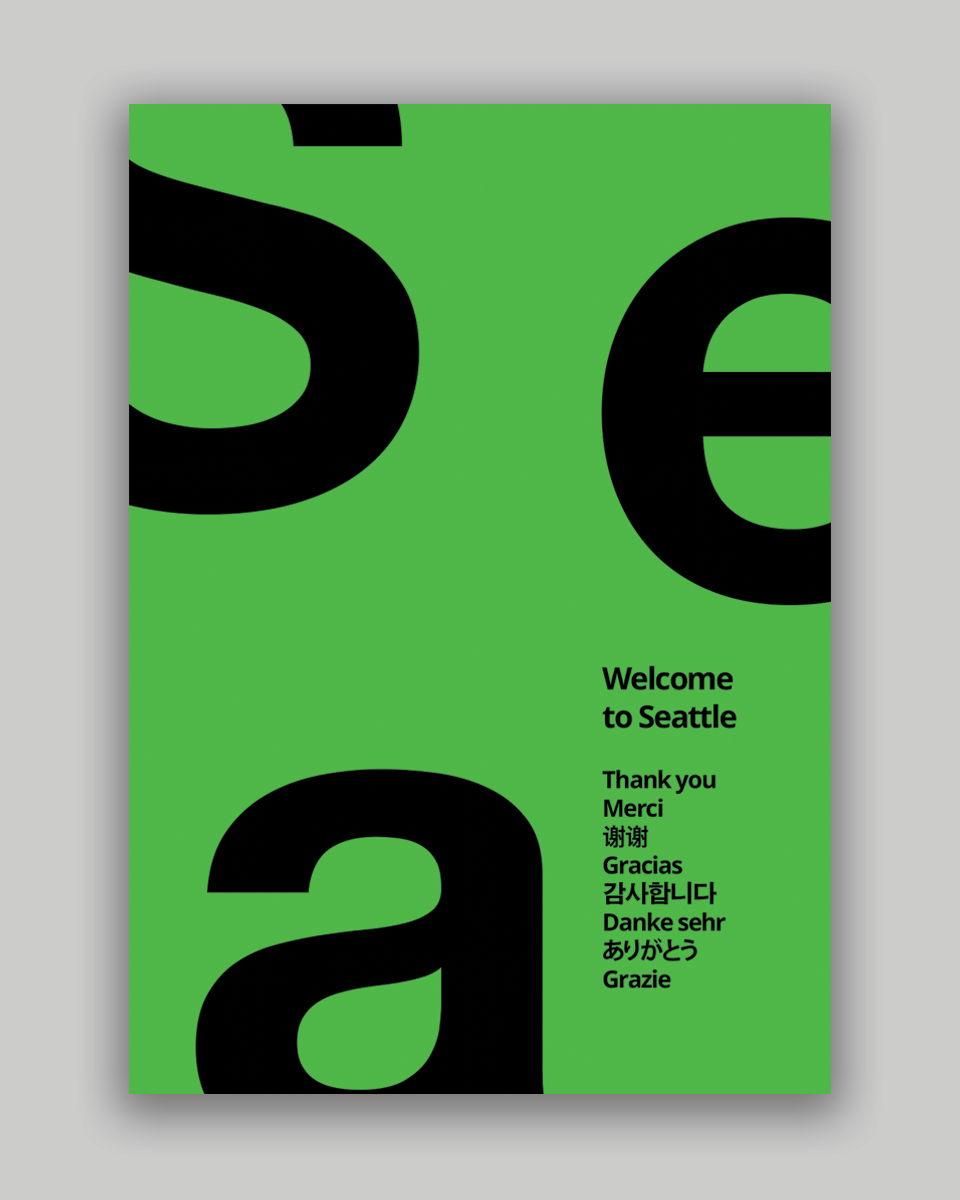 S
e
a
Welcome
to Seattle
Thank you
Merci
谢谢
Gracias
감사합니다
Danke sehr
ありがとう
Grazie